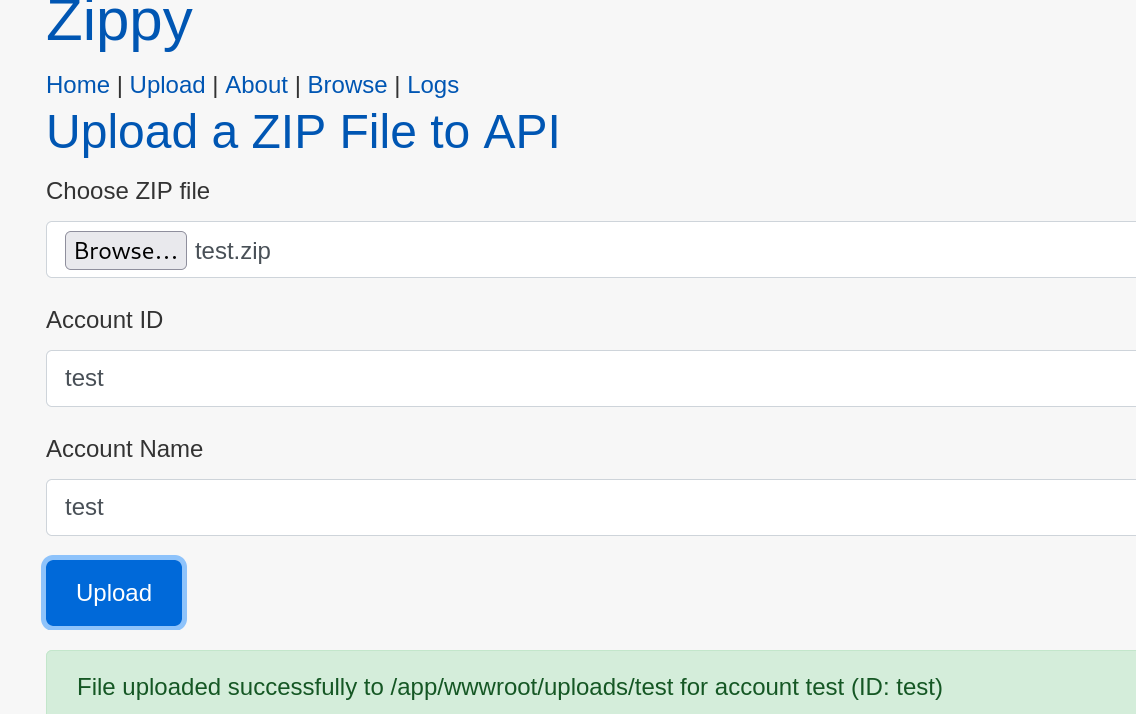 Zippy
Home | Upload | About | Browse | Logs
Upload a ZIP File to API
Choose ZIP file
Browse... test.zip
Account ID
test
Account Name
test
Upload
File uploaded successfully to /app/wwwroot/uploads/test for account test (ID: test)